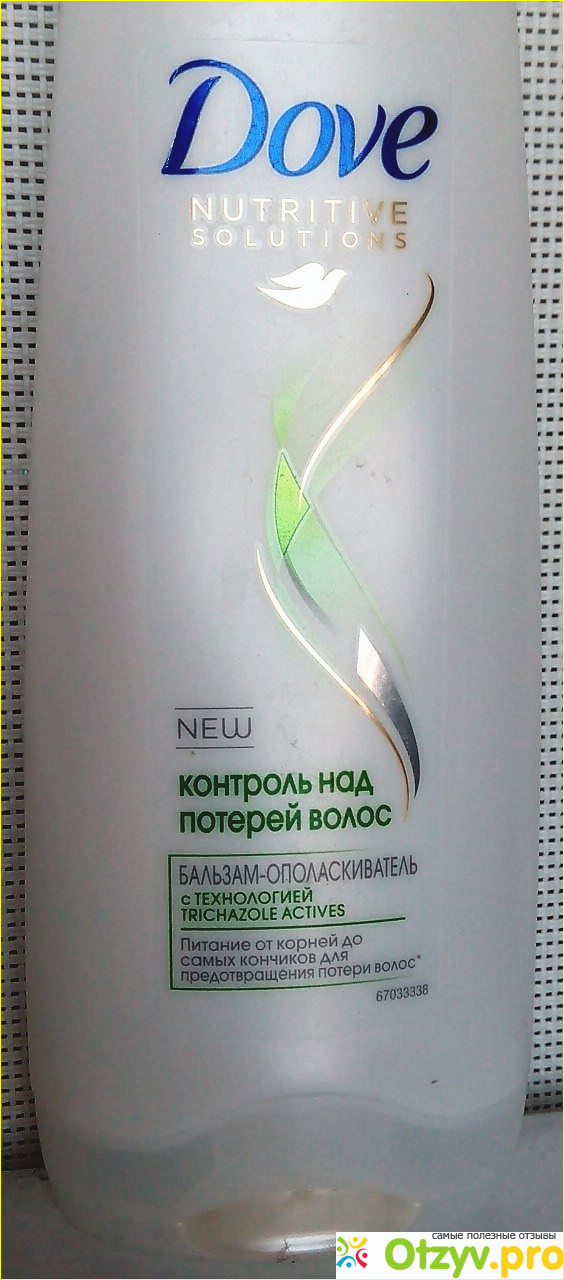 Dove
NUTRITIVE
SOLUTIONS
NEW
контроль над
потерей волос
БАЛЬЗАМ-ОПОЛАСКИВАТЕЛЬ
с ТЕХНОЛОГИЕЙ
TRICHAZOLE ACTIVES
Питание от корней до
самых кончиков для
предотвращения потери волос*
67033338
самые полезные отзывы
Otzyv.pro